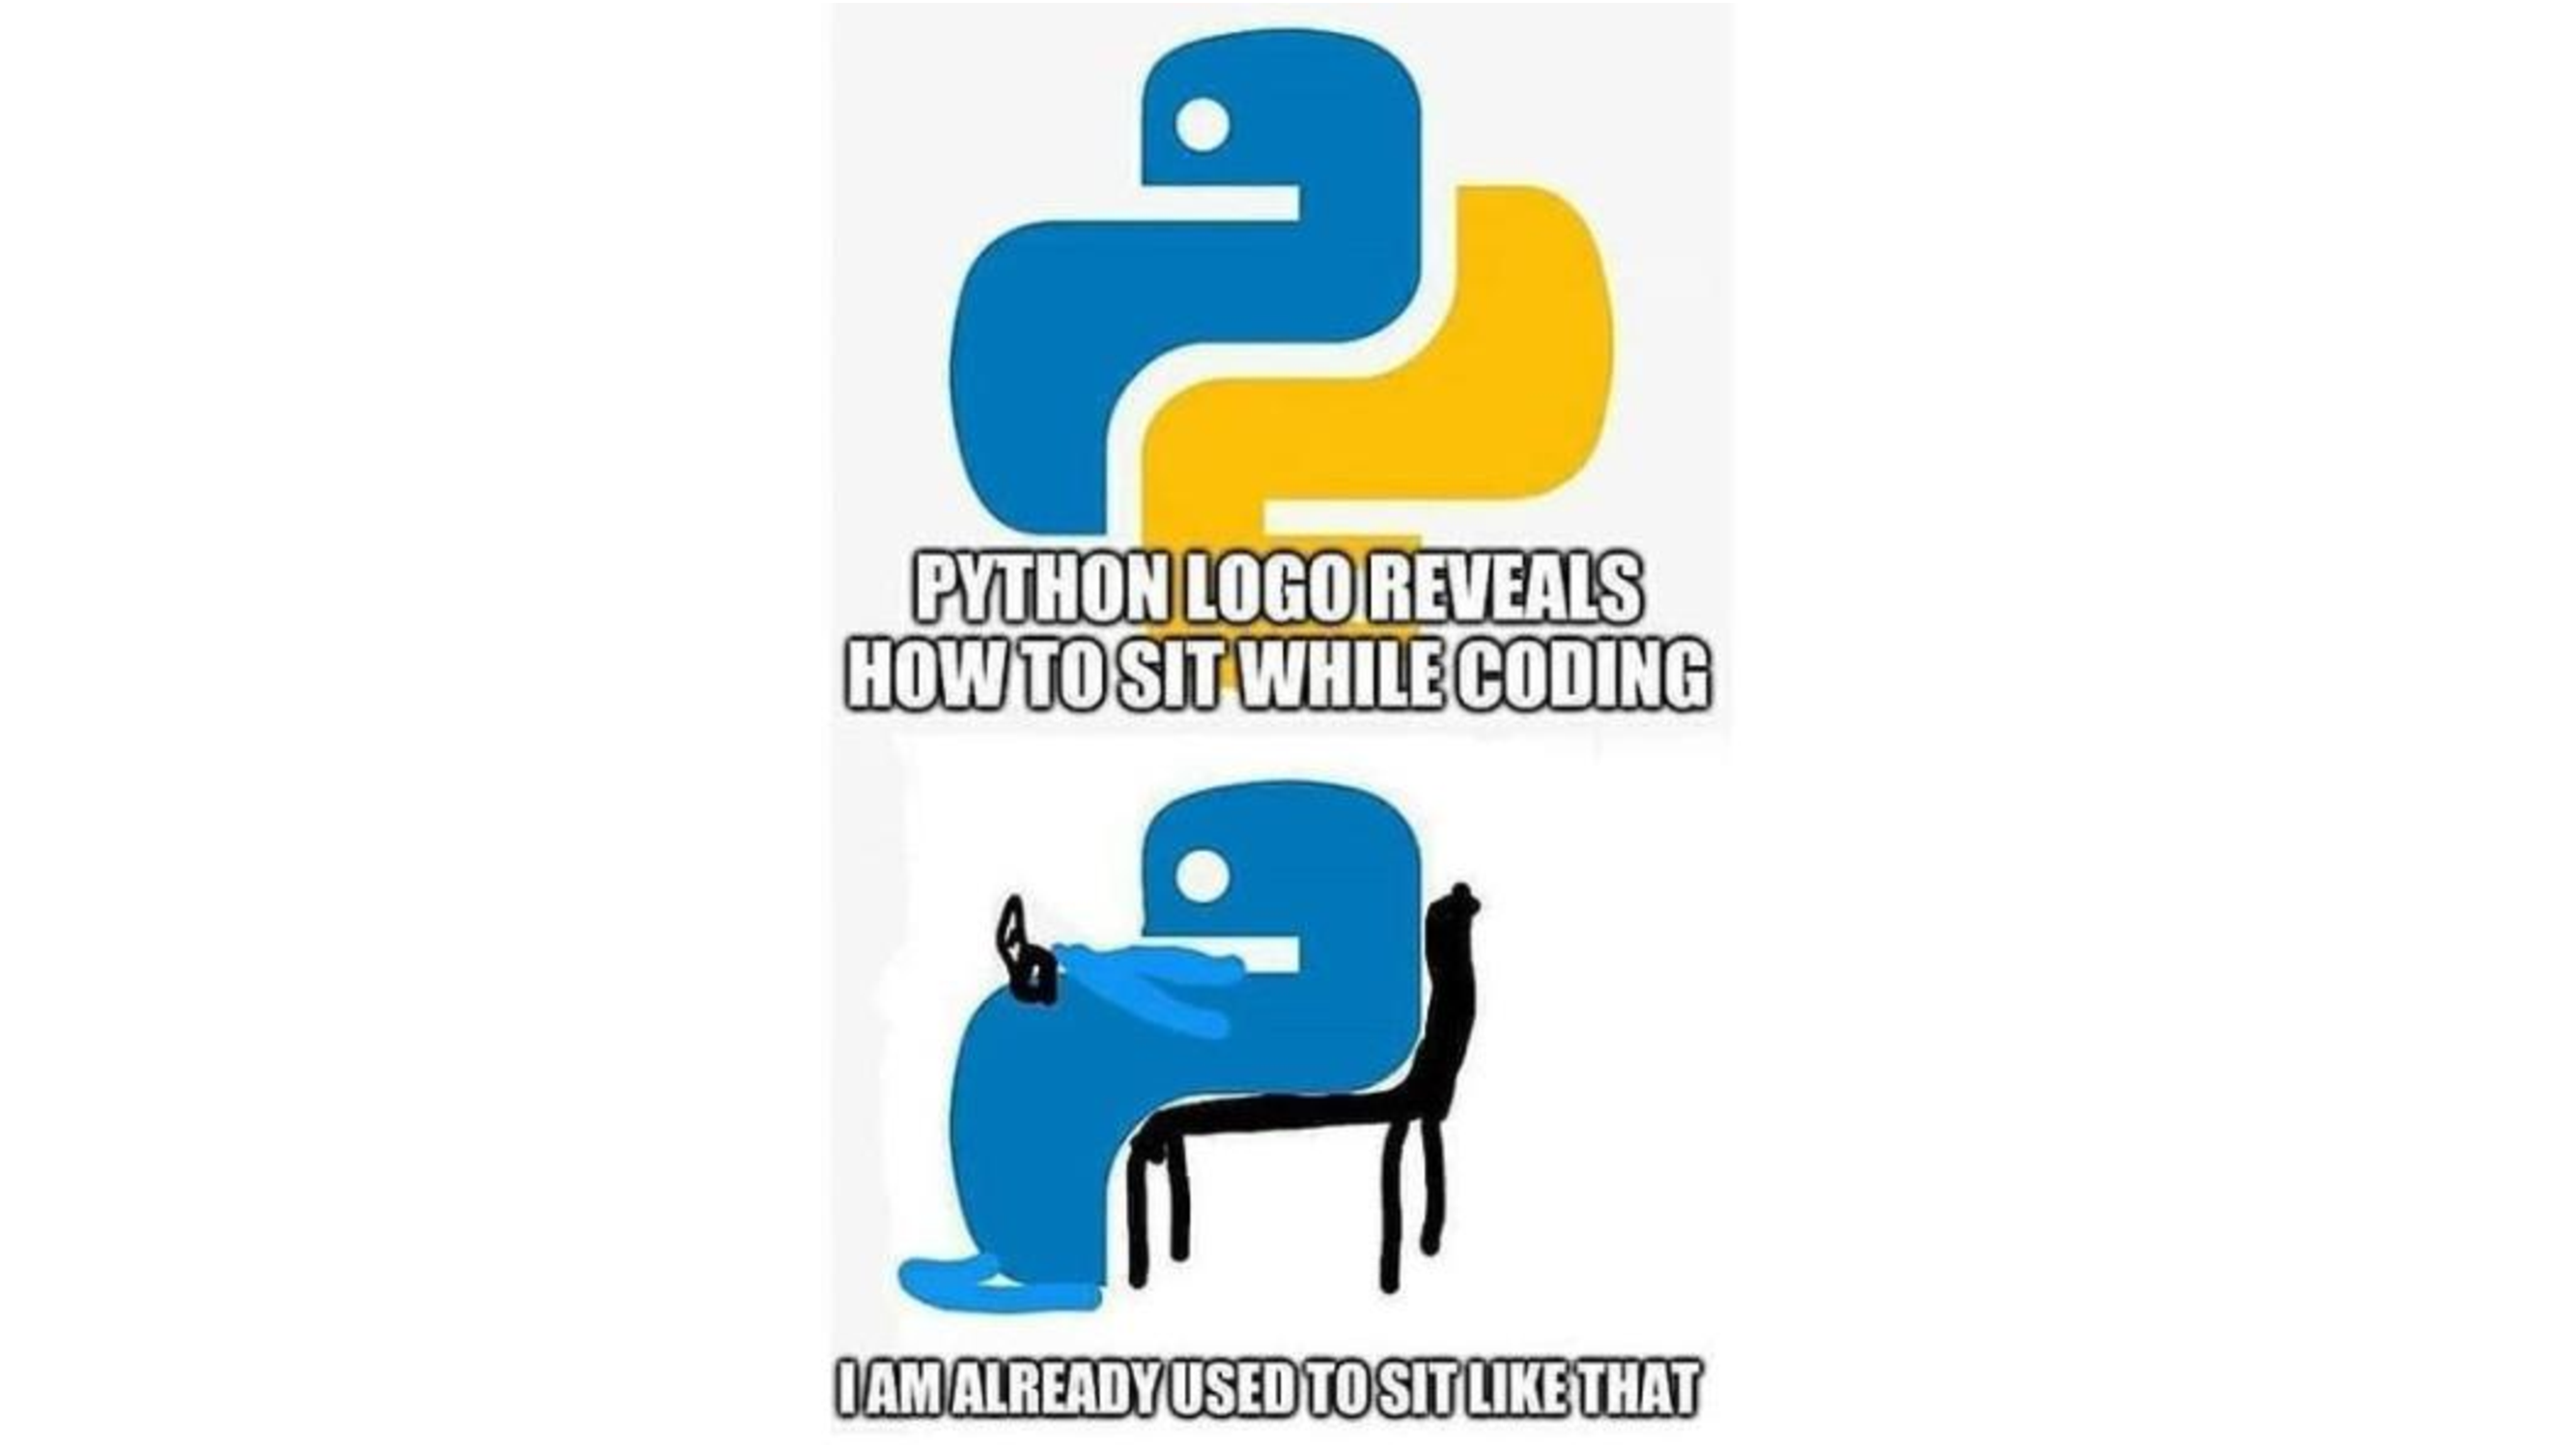 PYTHON LOGO REVEALS
HOW TO SIT WHILE CODING
I AM ALREADY USED TO SIT LIKE THAT